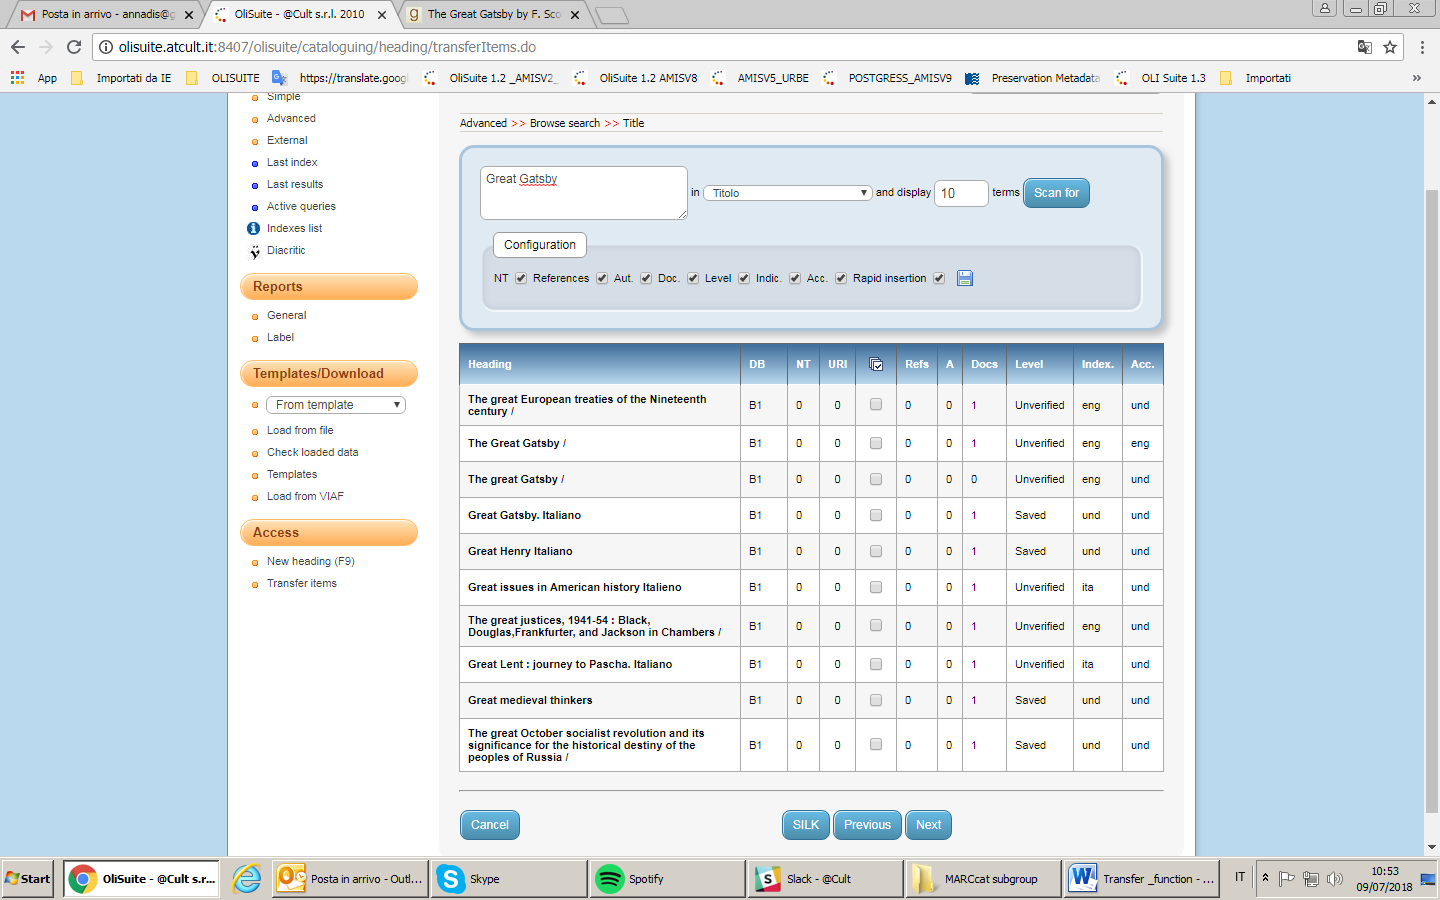 Posta in arrivo - annadis@g
OliSuite - @Cult s.r.l. 2010
The Great Gatsby by F. Sco
olisuite.atcult.it:8407/olisuite/cataloguing/heading/transferItems.do
App Importati da IE OLISUITE https://translate.googl OliSuite 1.2 _AMISV2_ OliSuite 1.2 AMISV8 AMISV5_URBE POSTGRESS_AMISV9 Preservation Metadata OLI Suite 1.3 Importati »
Simple
Advanced
External
Last index
Last results
Active queries
Indexes list
Diacritic
Reports
General
Label
Templates/Download
From template
Load from file
Check loaded data
Templates
Load from VIAF
Access
New heading (F9)
Transfer items
Advanced >> Browse search >> Title
Great Gatsby
in Titolo and display 10 terms Scan for
Configuration
NT References Aut. Doc. Level Indic. Acc. Rapid insertion
Heading DB NT URI Refs A Docs Level Index. Acc.
The great European treaties of the Nineteenth
century / B1 0 0 0 0 1 Unverified eng und
The Great Gatsby / B1 0 0 0 0 1 Unverified eng eng
The great Gatsby / B1 0 0 0 0 0 Unverified eng und
Great Gatsby. Italiano B1 0 0 0 0 1 Saved und und
Great Henry Italiano B1 0 0 0 0 1 Saved und und
Great issues in American history Italieno B1 0 0 0 0 1 Unverified ita und
The great justices, 1941-54 : Black,
Douglas,Frankfurter, and Jackson in Chambers / B1 0 0 0 0 1 Unverified eng und
Great Lent : journey to Pascha. Italiano B1 0 0 0 0 1 Unverified ita und
Great medieval thinkers B1 0 0 0 0 1 Saved und und
The great October socialist revolution and its
significance for the historical destiny of the
peoples of Russia / B1 0 0 0 0 1 Saved und und
Cancel SILK Previous Next
Start OliSuite - @Cult s.r... Posta in arrivo - Outl... Skype Spotify Slack - @Cult MARCcat subgroup Transfer _function - ... IT 10:53
09/07/2018